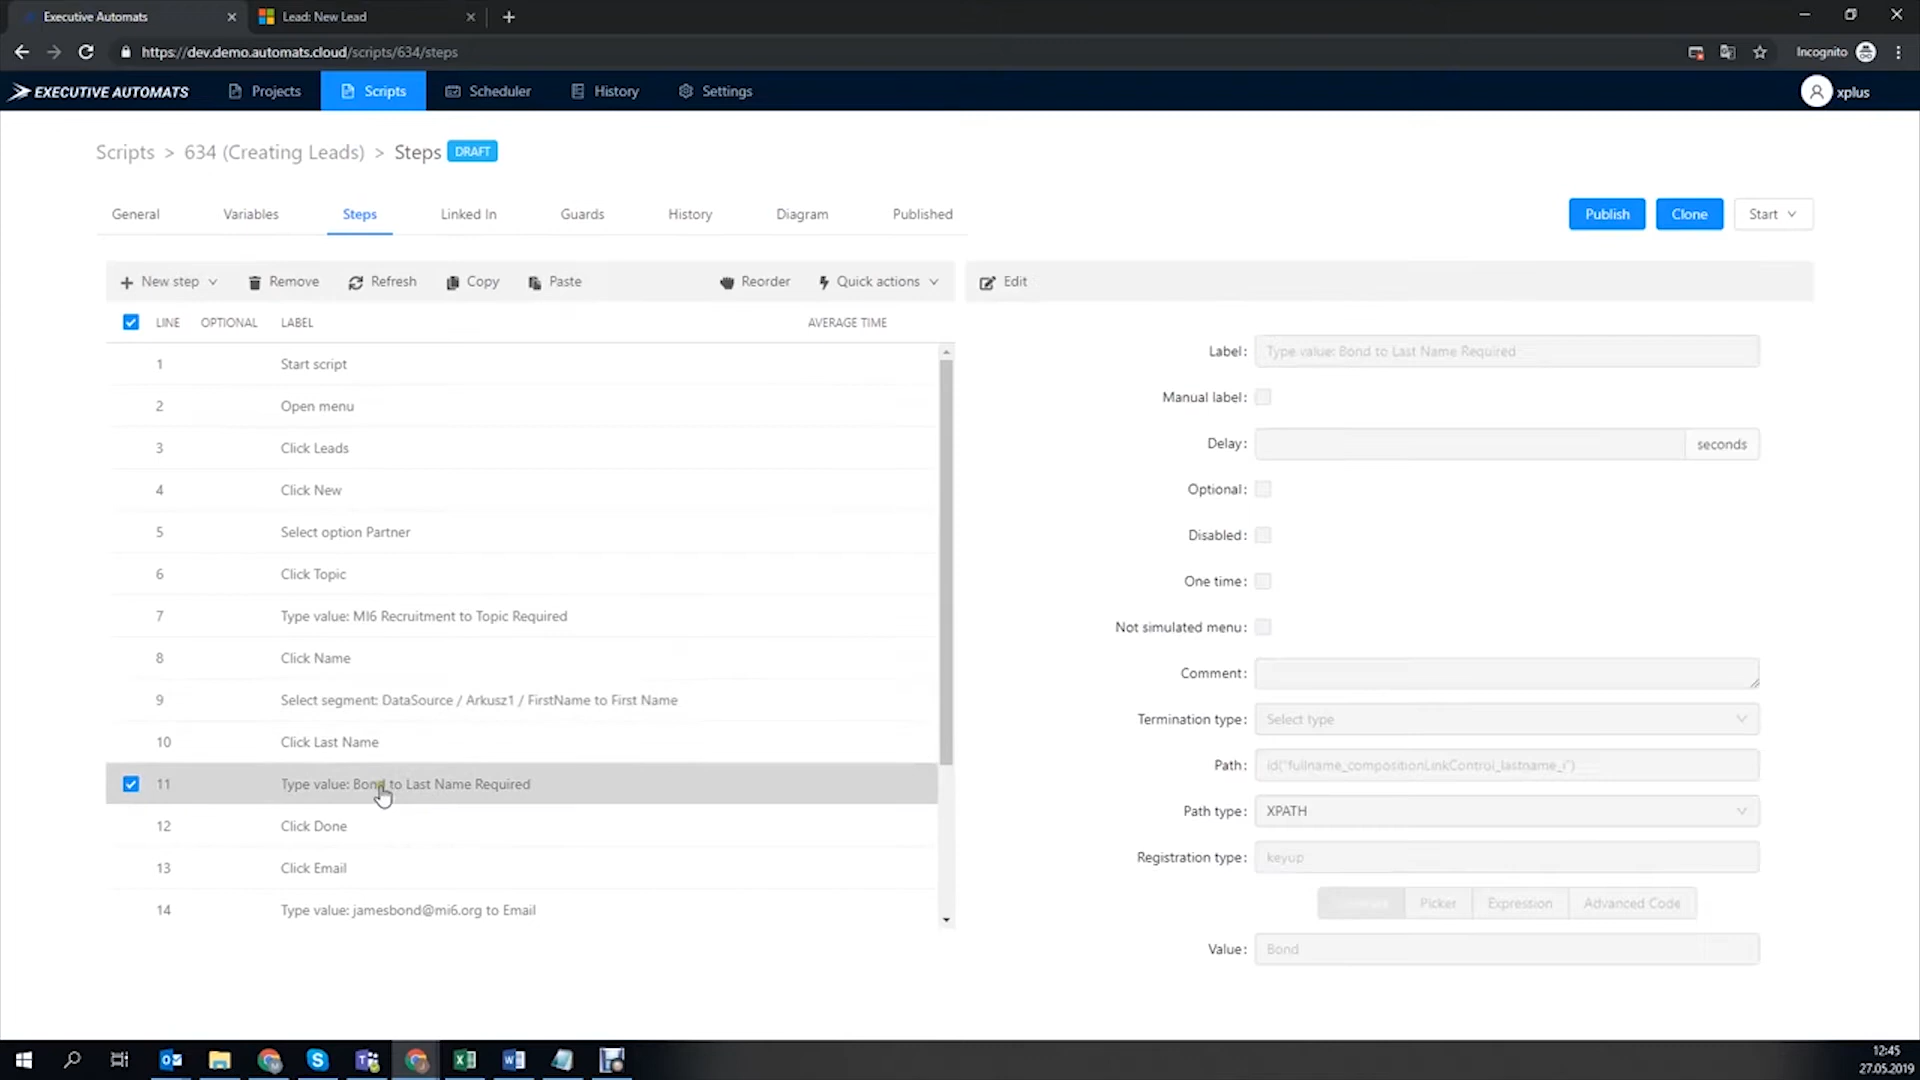 Executive Automats
Lead: New Lead
https://dev.demo.automats.cloud/scripts/634/steps
Incognito
EXECUTIVE AUTOMATS
Projects
Scripts
Scheduler
History
Settings
xplus
Scripts > 634 (Creating Leads) > Steps DRAFT
General
Variables
Steps
Linked In
Guards
History
Diagram
Published
Publish
Clone
Start
New step
Remove
Refresh
Copy
Paste
Reorder
Quick actions
Edit
LINE OPTIONAL LABEL AVERAGE TIME
1 Start script
2 Open menu
3 Click Leads
4 Click New
5 Select option Partner
6 Click Topic
7 Type value: MI6 Recruitment to Topic Required
8 Click Name
9 Select segment: DataSource / Arkusz1 / FirstName to First Name
10 Click Last Name
11 Type value: Bond to Last Name Required
12 Click Done
13 Click Email
14 Type value: jamesbond@mi6.org to Email
Label: Type value: Bond to Last Name Required
Manual label:
Delay: seconds
Optional:
Disabled:
One time:
Not simulated menu:
Comment:
Termination type: Select type
Path: id("fullname_compositionLinkControl_lastname_i")
Path type: XPATH
Registration type: keyup
Picker Expression Advanced Code
Value: Bond
12:45
27.05.2019